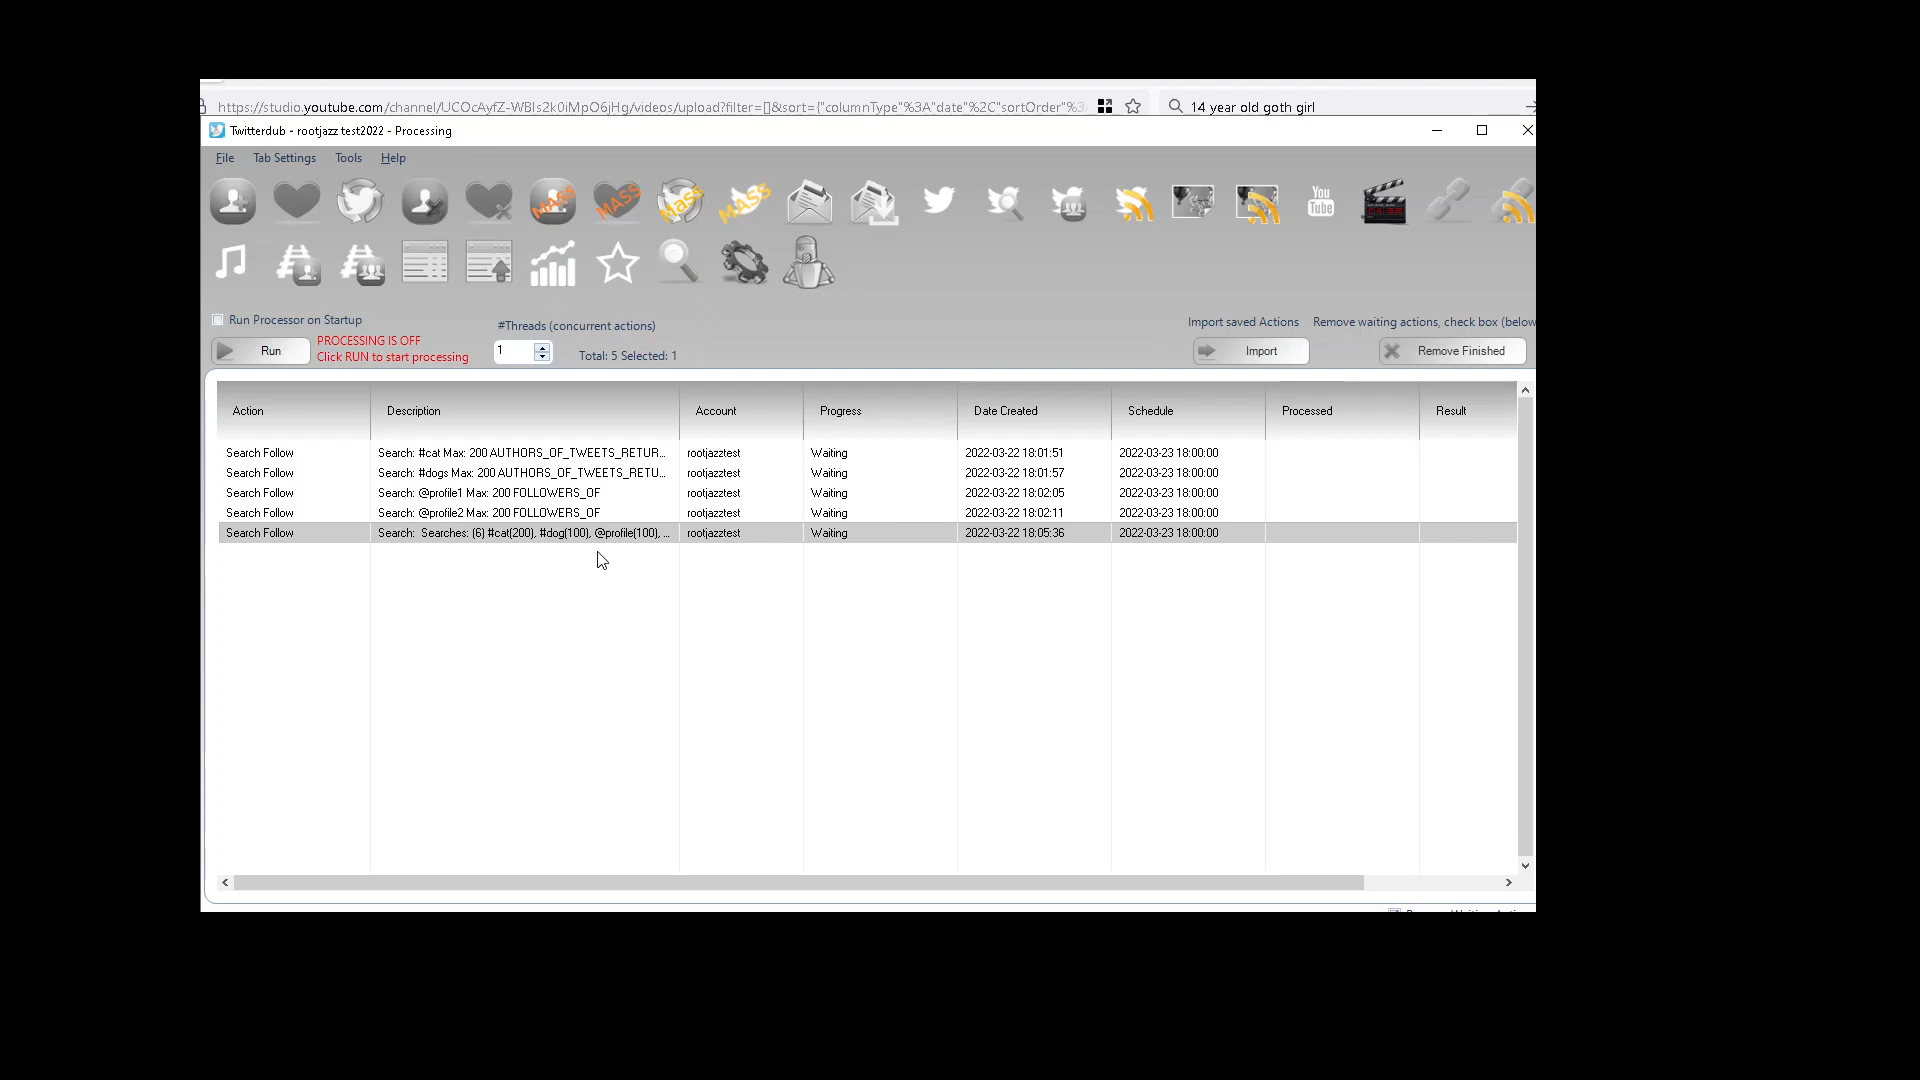 https://studio.youtube.com/channel/UCOcAyfZ-WBIs2k0iMpO6jHg/videos/upload?filter=[]&sort={"columnType"%3A"date"%2C"sortOrder"%3 14 year old goth girl
Twitterdub - rootjazz test2022 - Processing
File Tab Settings Tools Help
MASS MASS MASS MASS You Tube
Run Processor on Startup
#Threads (concurrent actions)
Import saved Actions Remove waiting actions, check box (below
PROCESSING IS OFF
Run Click RUN to start processing 1 Total: 5 Selected: 1 Import Remove Finished
Action Description Account Progress Date Created Schedule Processed Result
Search Follow Search: #cat Max: 200 AUTHORS_OF_TWEETS_RETUR... rootjazztest Waiting 2022-03-22 18:01:51 2022-03-23 18:00:00
Search Follow Search: #dogs Max: 200 AUTHORS_OF_TWEETS_RETU... rootjazztest Waiting 2022-03-22 18:01:57 2022-03-23 18:00:00
Search Follow Search: @profile1 Max: 200 FOLLOWERS_OF rootjazztest Waiting 2022-03-22 18:02:05 2022-03-23 18:00:00
Search Follow Search: @profile2 Max: 200 FOLLOWERS_OF rootjazztest Waiting 2022-03-22 18:02:11 2022-03-23 18:00:00
Search Follow Search: Searches: (6) #cat(200), #dog(100), @profile(100), ... rootjazztest Waiting 2022-03-22 18:05:36 2022-03-23 18:00:00